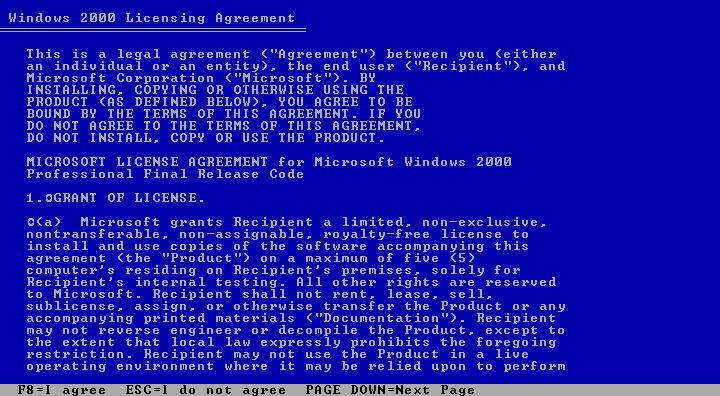 Windows 2000 Licensing Agreement
This is a legal agreement ("Agreement") between you (either
an individual or an entity), the end user ("Recipient"), and
Microsoft Corporation ("Microsoft"). BY
INSTALLING, COPYING OR OTHERWISE USING THE
PRODUCT (AS DEFINED BELOW), YOU AGREE TO BE
BOUND BY THE TERMS OF THIS AGREEMENT. IF YOU
DO NOT AGREE TO THE TERMS OF THIS AGREEMENT,
DO NOT INSTALL, COPY OR USE THE PRODUCT.
MICROSOFT LICENSE AGREEMENT for Microsoft Windows 2000
Professional Final Release Code
1.◘GRANT OF LICENSE.
◘(a)  Microsoft grants Recipient a limited, non-exclusive,
nontransferable, non-assignable, royalty-free license to
install and use copies of the software accompanying this
agreement (the "Product") on a maximum of five (5)
computer's residing on Recipient's premises, solely for
Recipient's internal testing. All other rights are reserved
to Microsoft. Recipient shall not rent, lease, sell,
sublicense, assign, or otherwise transfer the Product or any
accompanying printed materials ("Documentation"). Recipient
may not reverse engineer or decompile the Product, except to
the extent that local law expressly prohibits the foregoing
restriction. Recipient may not use the Product in a live
operating environment where it may be relied upon to perform
F8=I agree  ESC=I do not agree  PAGE DOWN=Next Page